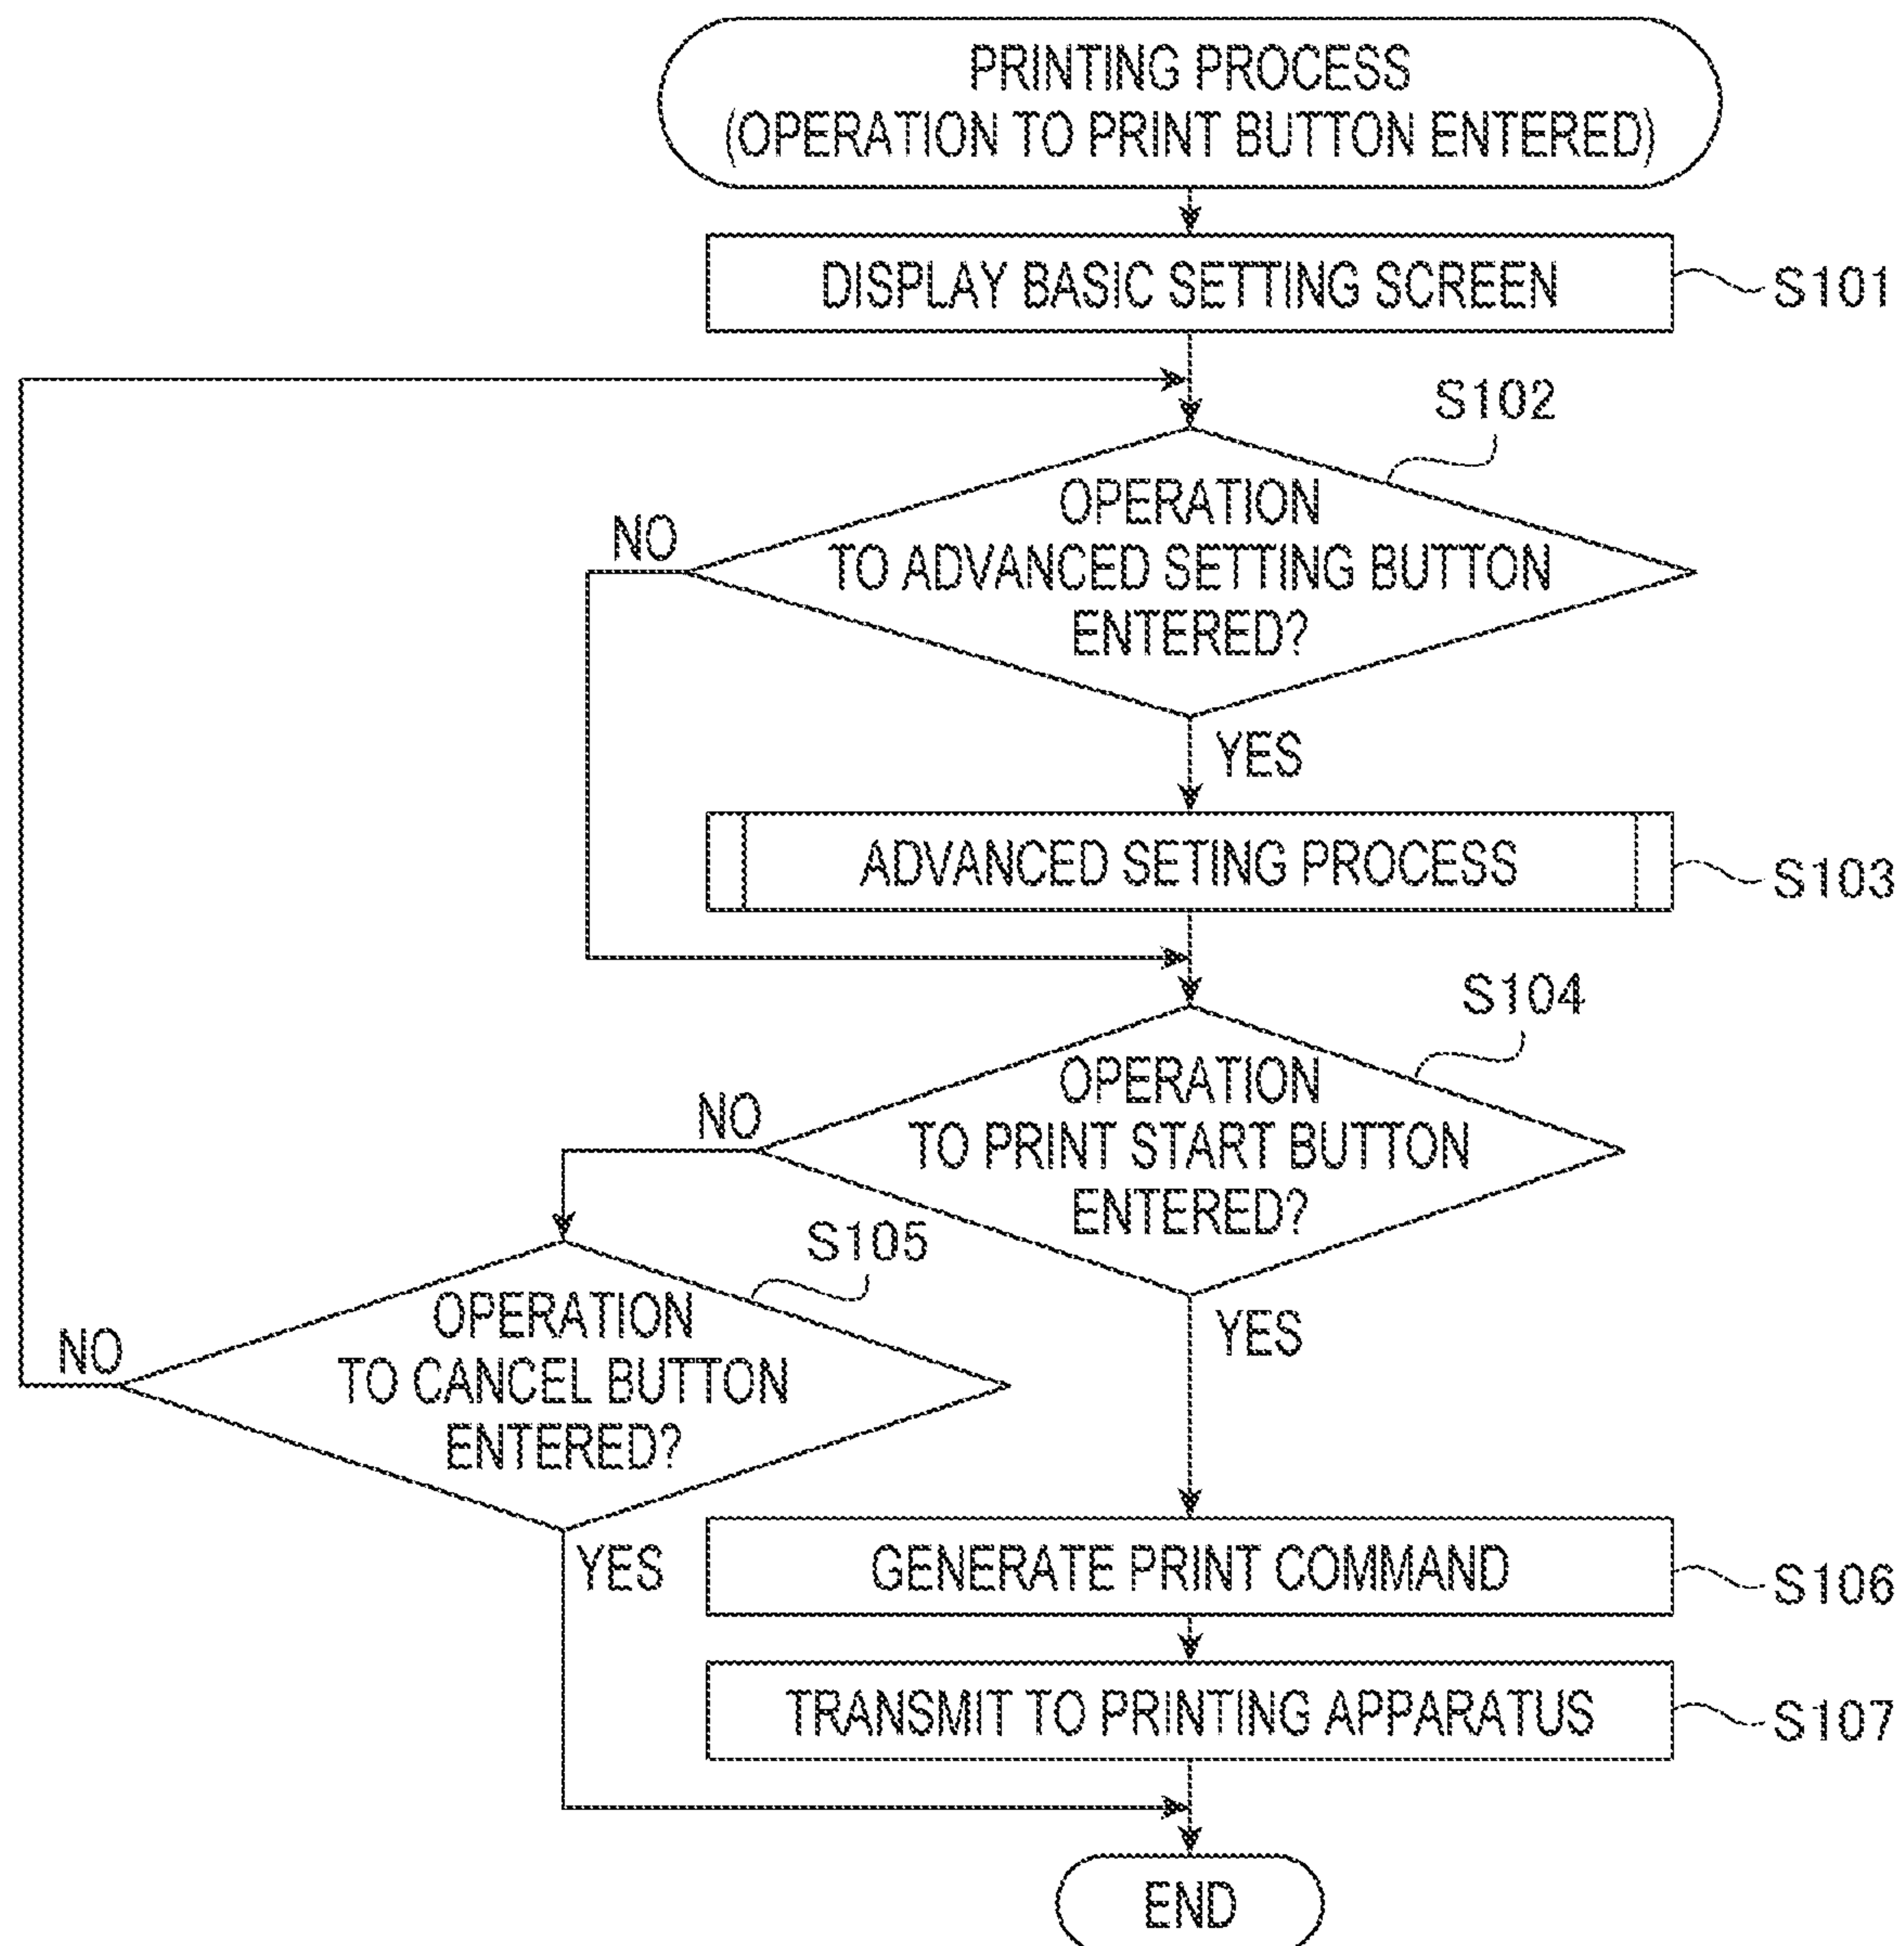 PRINTING PROCESS
(OPERATION TO PRINT BUTTON ENTERED)
DISPLAY BASIC SETTING SCREEN
S101
S102
OPERATION
TO ADVANCED SETTING BUTTON
ENTERED?
NO
YES
ADVANCED SETING PROCESS
S103
S104
OPERATION
TO PRINT START BUTTON
ENTERED?
NO
YES
S105
OPERATION
TO CANCEL BUTTON
ENTERED?
NO
YES
GENERATE PRINT COMMAND
S106
TRANSMIT TO PRINTING APPARATUS
S107
END